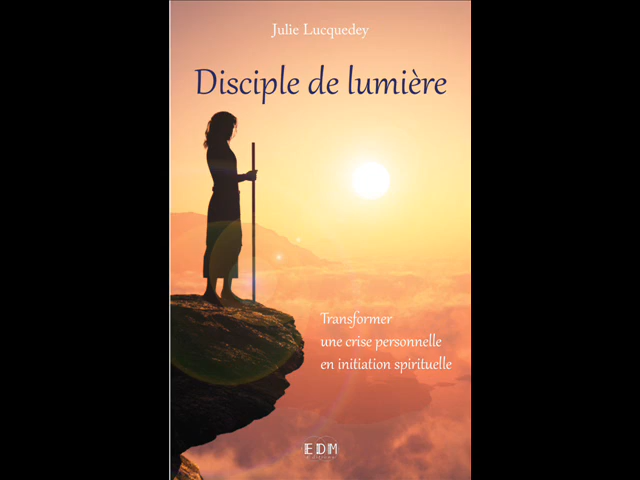 Julie Lucquedey
Disciple de lumière
Transformer
une crise personnelle
en initiation spirituelle
EDM